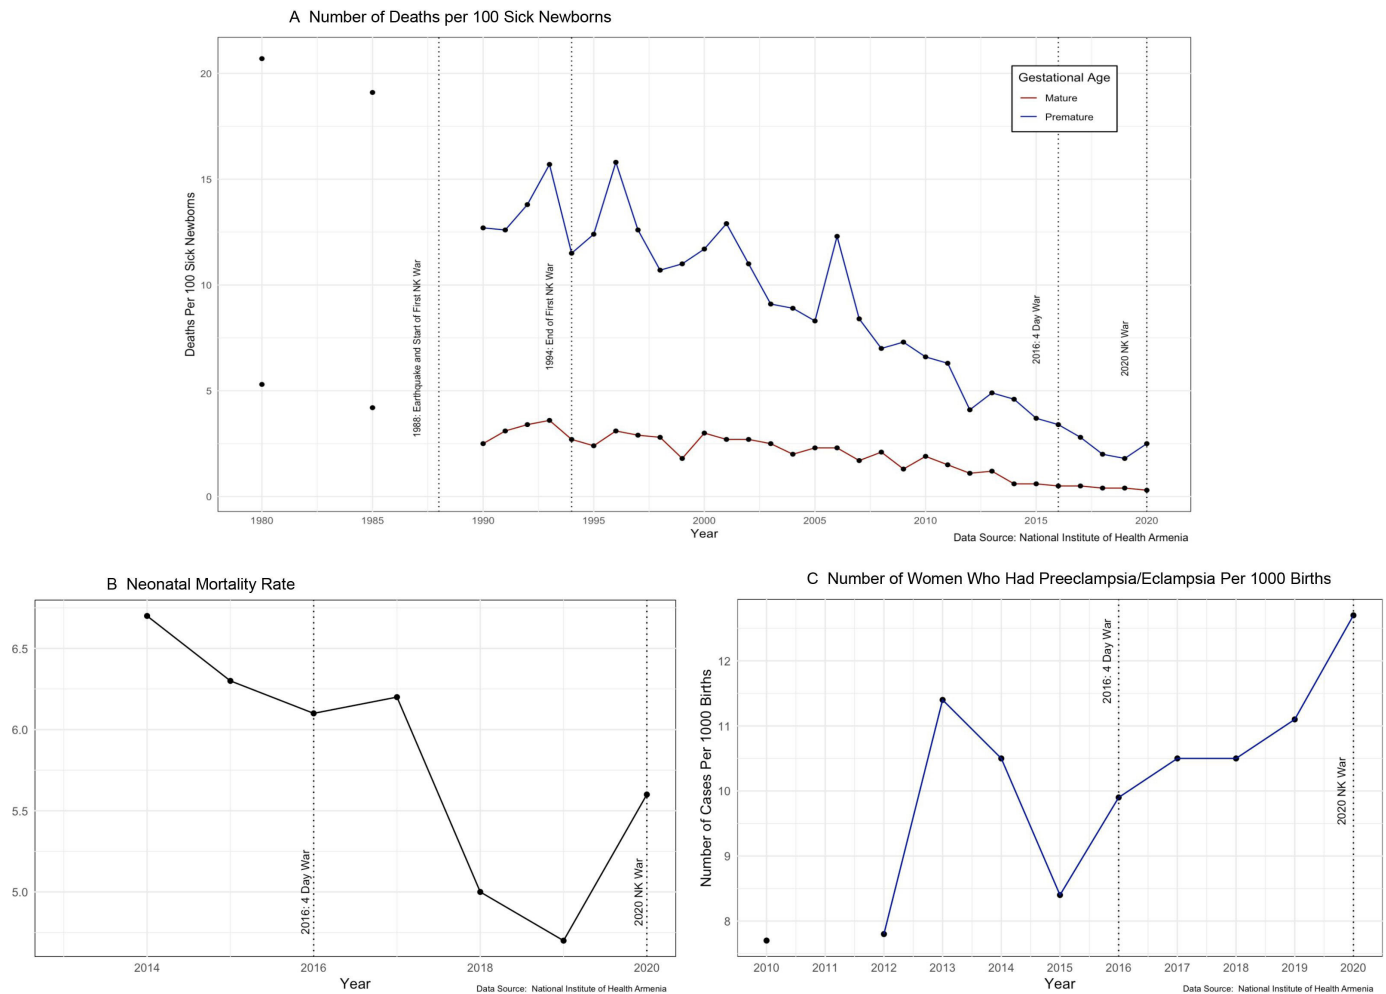 A  Number of Deaths per 100 Sick Newborns
Deaths Per 100 Sick Newborns
20
15
10
5
0
1988: Earthquake and Start of First NK War
1994: End of First NK War
2016: 4 Day War
2020 NK War
Gestational Age
Mature
Premature
1980 1985 1990 1995 2000 2005 2010 2015 2020
Year
Data Source: National Institute of Health Armenia
B  Neonatal Mortality Rate
6.5
6.0
5.5
5.0
2016: 4 Day War
2020 NK War
2014 2016 2018 2020
Year
Data Source:  National Institute of Health Armenia
C  Number of Women Who Had Preeclampsia/Eclampsia Per 1000 Births
Number of Cases Per 1000 Births
12
11
10
9
8
2016: 4 Day War
2020 NK War
2010 2011 2012 2013 2014 2015 2016 2017 2018 2019 2020
Year
Data Source:  National Institute of Health Armenia